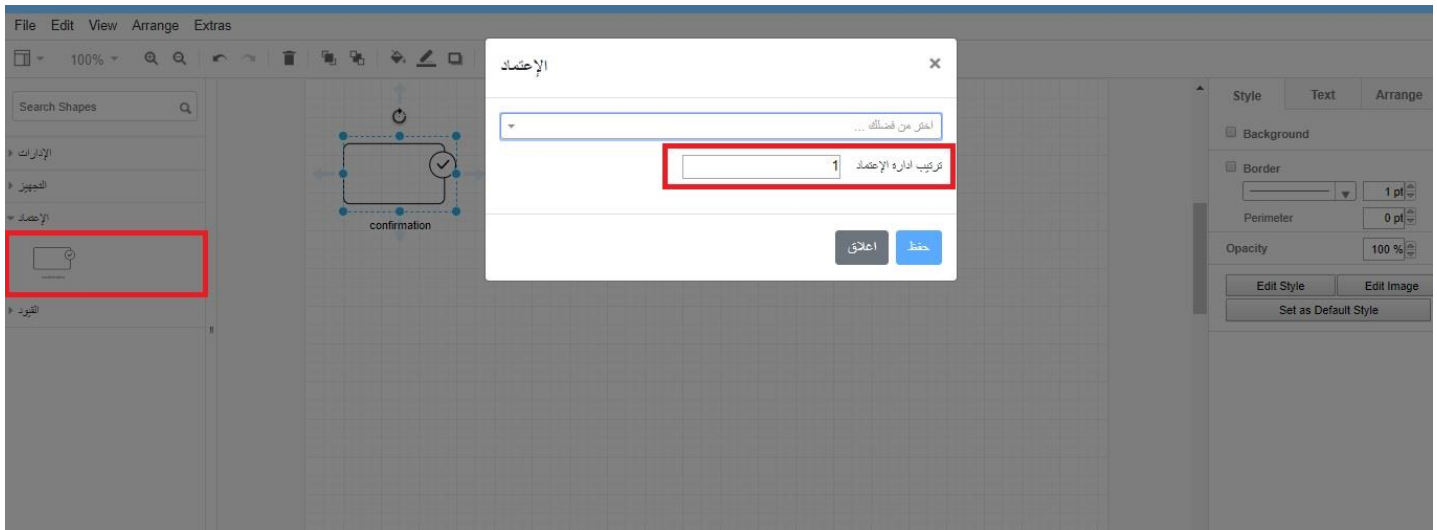 File Edit View Arrange Extras
100%
Search Shapes
الإدارات
التجهيز
الإعتماد
القيود
confirmation
الإعتماد ×
اختر من فضلك ...
ترتيب اداره الإعتماد 1
حفظ اغلاق
Style Text Arrange
Background
Border
1 pt
Perimeter 0 pt
Opacity 100 %
Edit Style Edit Image
Set as Default Style